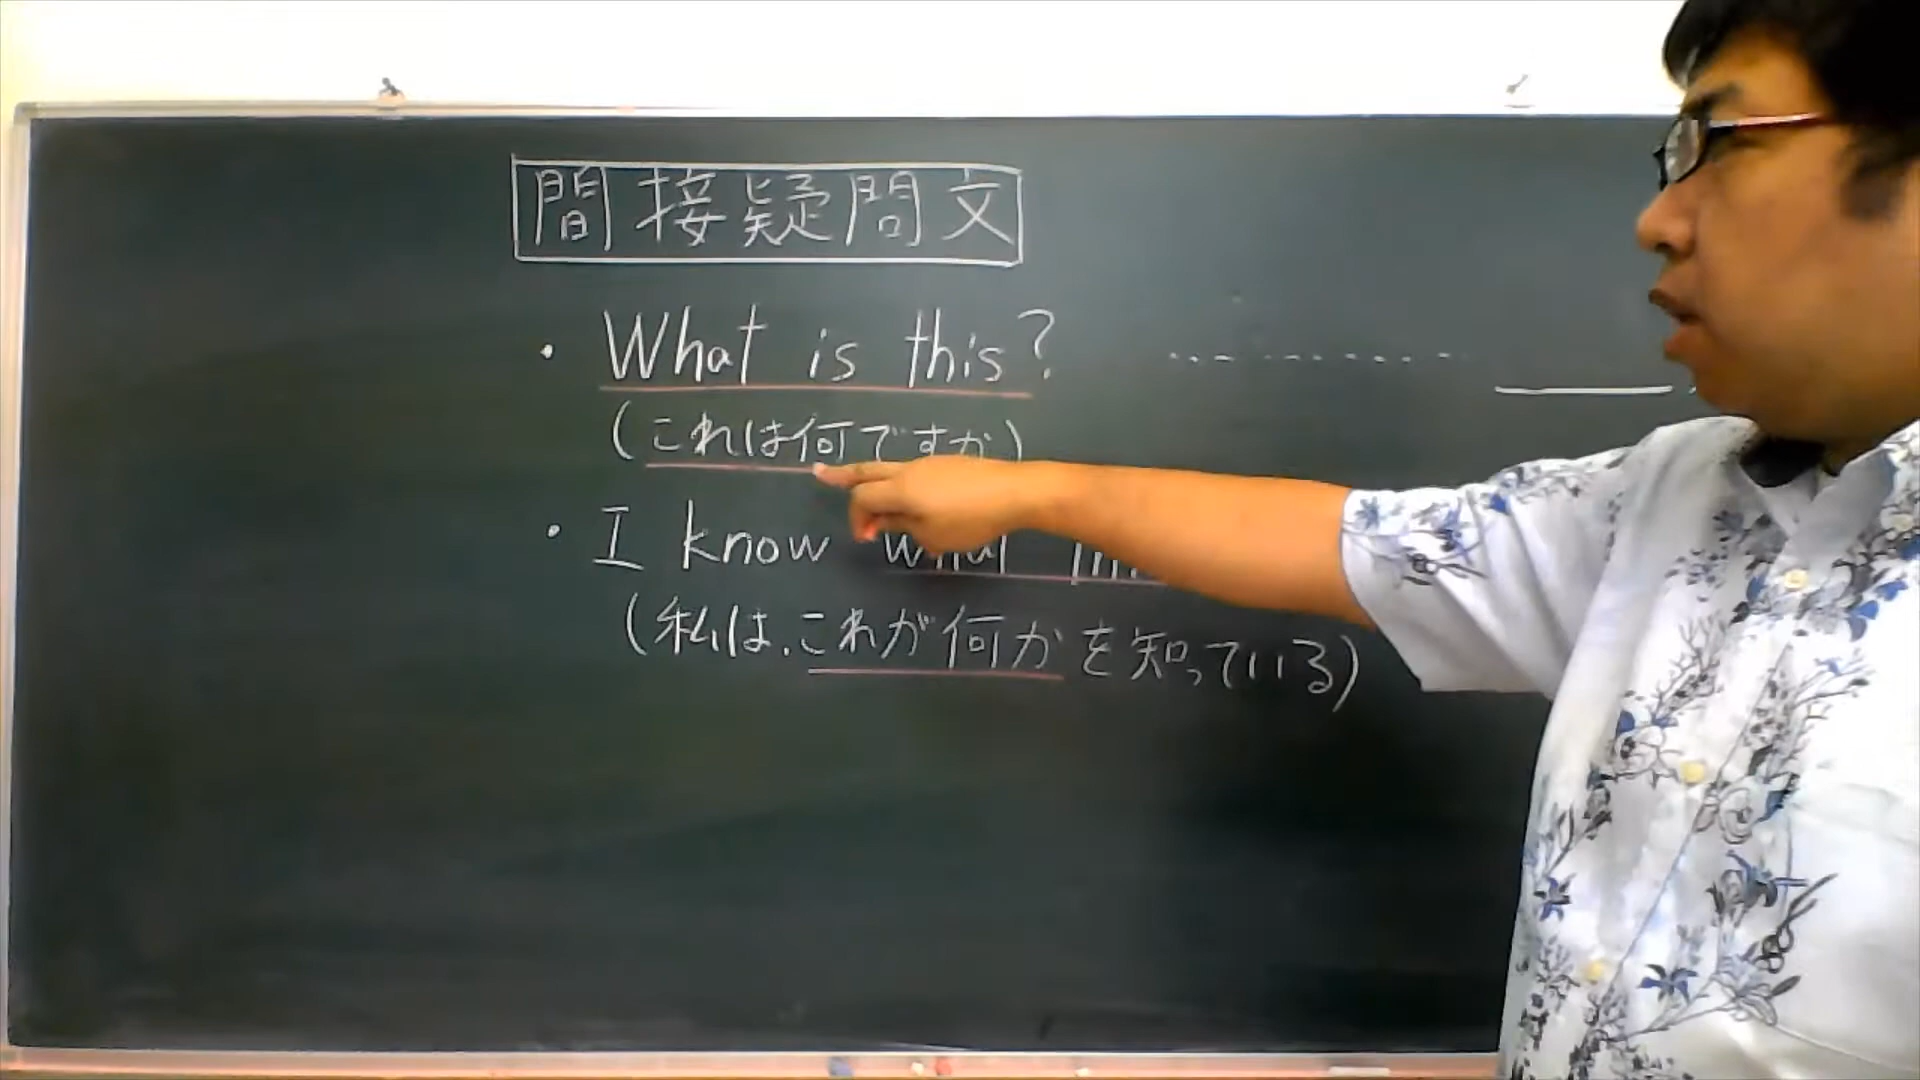 間接疑問文
・ What is this?
(これは何ですか)
・ I know what
(私は、これが何かを知っている)